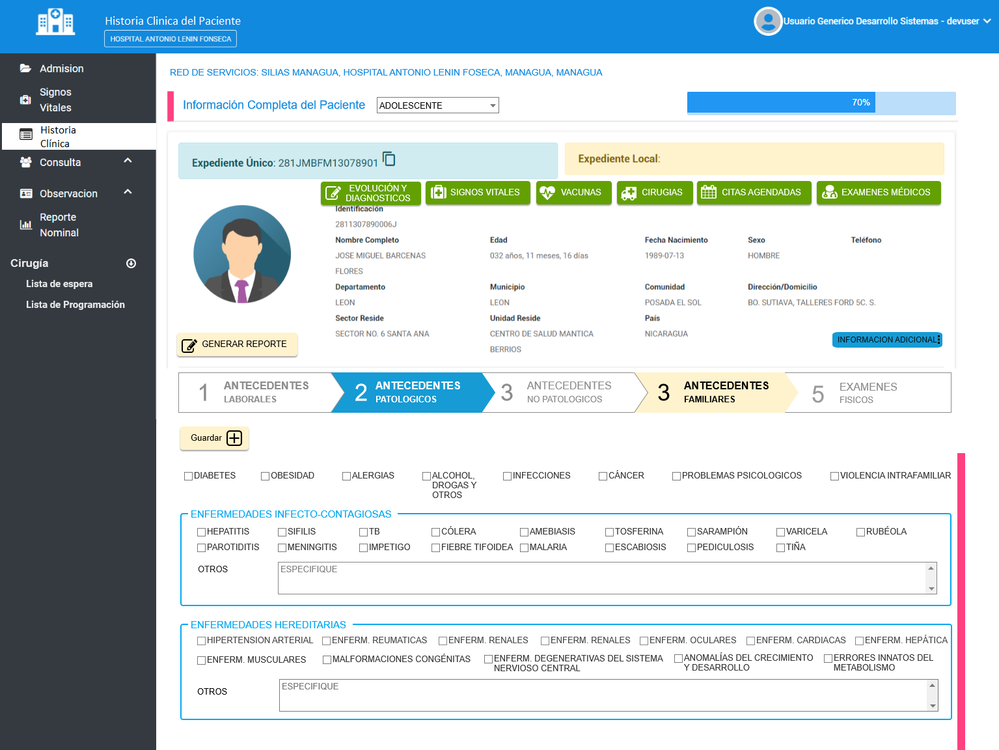 Historia Clinica del Paciente
HOSPITAL ANTONIO LENIN FONSECA
Usuario Generico Desarrollo Sistemas - devuser
Admision
Signos
Vitales
Historia
Clínica
Consulta
Observacion
Reporte
Nominal
Cirugía
Lista de espera
Lista de Programación
RED DE SERVICIOS: SILIAS MANAGUA, HOSPITAL ANTONIO LENIN FOSECA, MANAGUA, MANAGUA
Información Completa del Paciente
ADOLESCENTE
70%
Expediente Único: 281JMBFM13078901
Expediente Local:
EVOLUCIÓN Y
DIAGNOSTICOS
SIGNOS VITALES
VACUNAS
CIRUGIAS
CITAS AGENDADAS
EXAMENES MÉDICOS
Identificación
2811307890006J
Nombre Completo Edad Fecha Nacimiento Sexo Teléfono
JOSE MIGUEL BARCENAS 032 años, 11 meses, 16 días 1989-07-13 HOMBRE
FLORES
Departamento Municipio Comunidad Dirección/Domicilio
LEON LEON POSADA EL SOL BO. SUTIAVA, TALLERES FORD 5C. S.
Sector Reside Unidad Reside País
SECTOR NO. 6 SANTA ANA CENTRO DE SALUD MANTICA NICARAGUA
BERRIOS
GENERAR REPORTE
INFORMACION ADICIONAL
1 ANTECEDENTES
LABORALES
2 ANTECEDENTES
PATOLOGICOS
3 ANTECEDENTES
NO PATOLOGICOS
3 ANTECEDENTES
FAMILIARES
5 EXAMENES
FISICOS
Guardar
DIABETES OBESIDAD ALERGIAS ALCOHOL, INFECCIONES CÁNCER PROBLEMAS PSICOLOGICOS VIOLENCIA INTRAFAMILIAR
DROGAS Y
OTROS
ENFERMEDADES INFECTO-CONTAGIOSAS
HEPATITIS SIFILIS TB CÓLERA AMEBIASIS TOSFERINA SARAMPIÓN VARICELA RUBÉOLA
PAROTIDITIS MENINGITIS IMPETIGO FIEBRE TIFOIDEA MALARIA ESCABIOSIS PEDICULOSIS TIÑA
OTROS ESPECIFIQUE
ENFERMEDADES HEREDITARIAS
HIPERTENSION ARTERIAL ENFERM. REUMATICAS ENFERM. RENALES ENFERM. RENALES ENFERM. OCULARES ENFERM. CARDIACAS ENFERM. HEPÁTICA
ENFERM. MUSCULARES MALFORMACIONES CONGÉNITAS ENFERM. DEGENERATIVAS DEL SISTEMA ANOMALÍAS DEL CRECIMIENTO ERRORES INNATOS DEL
NERVIOSO CENTRAL Y DESARROLLO METABOLISMO
OTROS ESPECIFIQUE